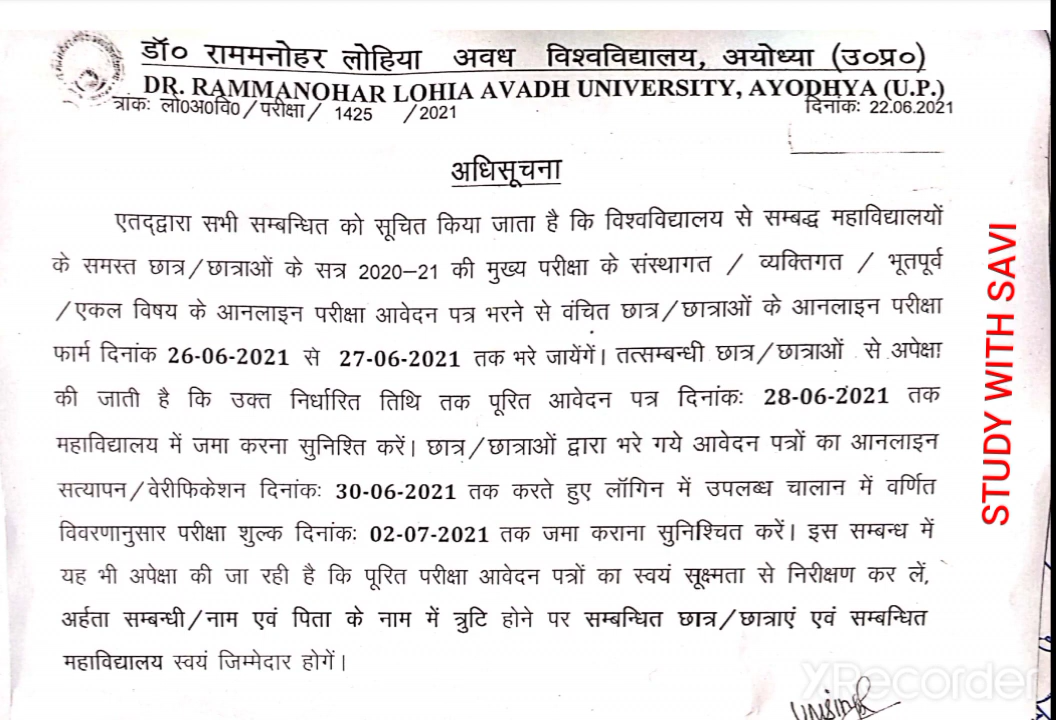 डॉ० राममनोहर लोहिया अवध विश्वविद्यालय, अयोध्या (उ०प्र०)
DR. RAMMANOHAR LOHIA AVADH UNIVERSITY, AYODHYA (U.P.)
त्रांकः लो0अ0वि0 / परीक्षा / 1425 /2021 दिनांकः 22.06.2021
अधिसूचना
एतद्द्वारा सभी सम्बन्धित को सूचित किया जाता है कि विश्वविद्यालय से सम्बद्ध महाविद्यालयों
के समस्त छात्र/छात्राओं के सत्र 2020–21 की मुख्य परीक्षा के संस्थागत / व्यक्तिगत / भूतपूर्व
/एकल विषय के आनलाइन परीक्षा आवेदन पत्र भरने से वंचित छात्र/छात्राओं के आनलाइन परीक्षा
फार्म दिनांक 26-06-2021 से 27-06-2021 तक भरे जायेंगें। तत्सम्बन्धी छात्र/छात्राओं से अपेक्षा
की जाती है कि उक्त निर्धारित तिथि तक पूरित आवेदन पत्र दिनांकः 28-06-2021 तक
महाविद्यालय में जमा करना सुनिश्ति करें। छात्र/छात्राओं द्वारा भरे गये आवेदन पत्रों का आनलाइन
सत्यापन/वेरीफिकेशन दिनांकः 30-06-2021 तक करते हुए लॉगिन में उपलब्ध चालान में वर्णित
विवरणानुसार परीक्षा शुल्क दिनांकः 02-07-2021 तक जमा कराना सुनिश्चित करें। इस सम्बन्ध में
यह भी अपेक्षा की जा रही है कि पूरित परीक्षा आवेदन पत्रों का स्वयं सूक्ष्मता से निरीक्षण कर लें,
अर्हता सम्बन्धी/नाम एवं पिता के नाम में त्रुटि होने पर सम्बन्धित छात्र/छात्राएं एवं सम्बन्धित
महाविद्यालय स्वयं जिम्मेदार होगें।
STUDY WITH SAVI
XRecorder